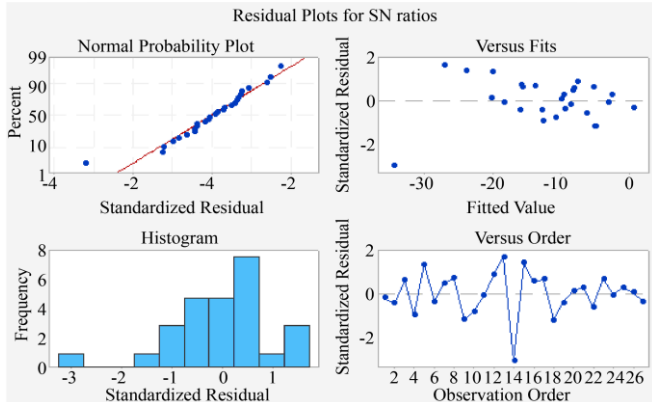 Residual Plots for SN ratios
Normal Probability Plot
Percent
99
90
50
10
1
-4 -2 -4 -2
Standardized Residual
Versus Fits
Standardized Residual
2
0
-2
-30 -20 -10 0
Fitted Value
Histogram
Frequency
8
6
4
2
0
-3 -2 -1 0 1
Standardized Residual
Versus Order
Standardized Residual
2
0
-2
2 4 6 8 10 12 14 16 18 20 22 24 26
Observation Order